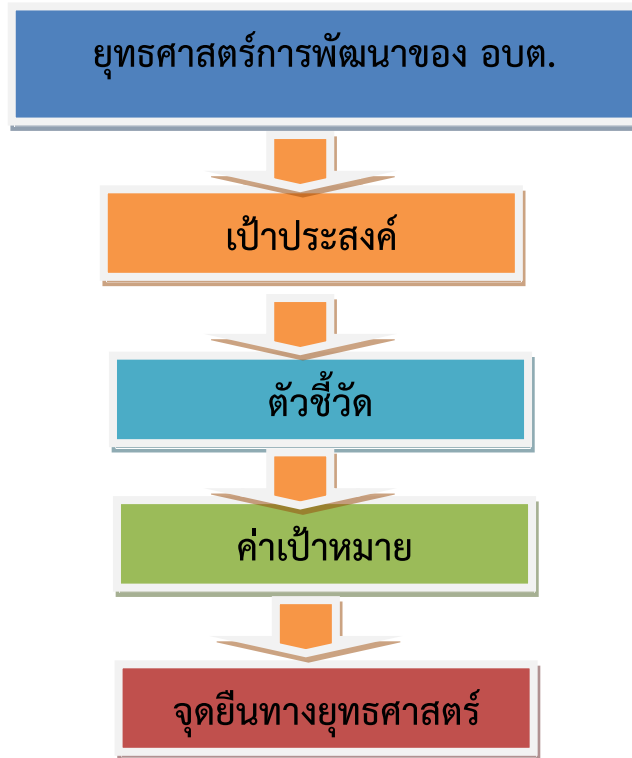 ยุทธศาสตร์การพัฒนาของ อบต.
เป้าประสงค์
ตัวชี้วัด
ค่าเป้าหมาย
จุดยืนทางยุทธศาสตร์